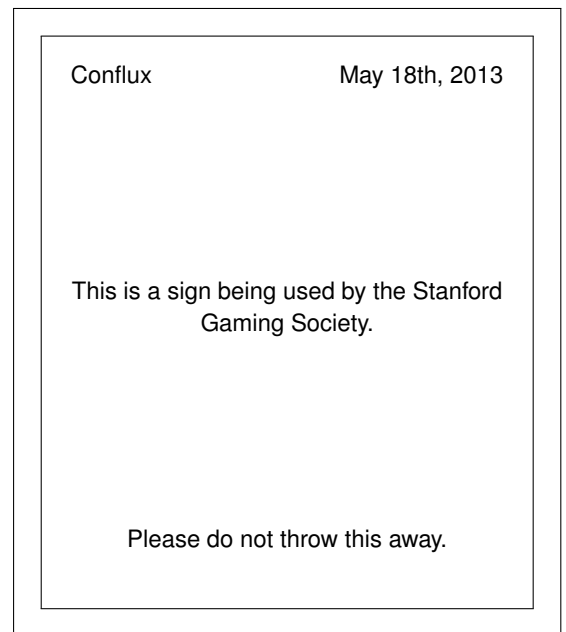 Conflux May 18th, 2013
This is a sign being used by the Stanford
Gaming Society.
Please do not throw this away.